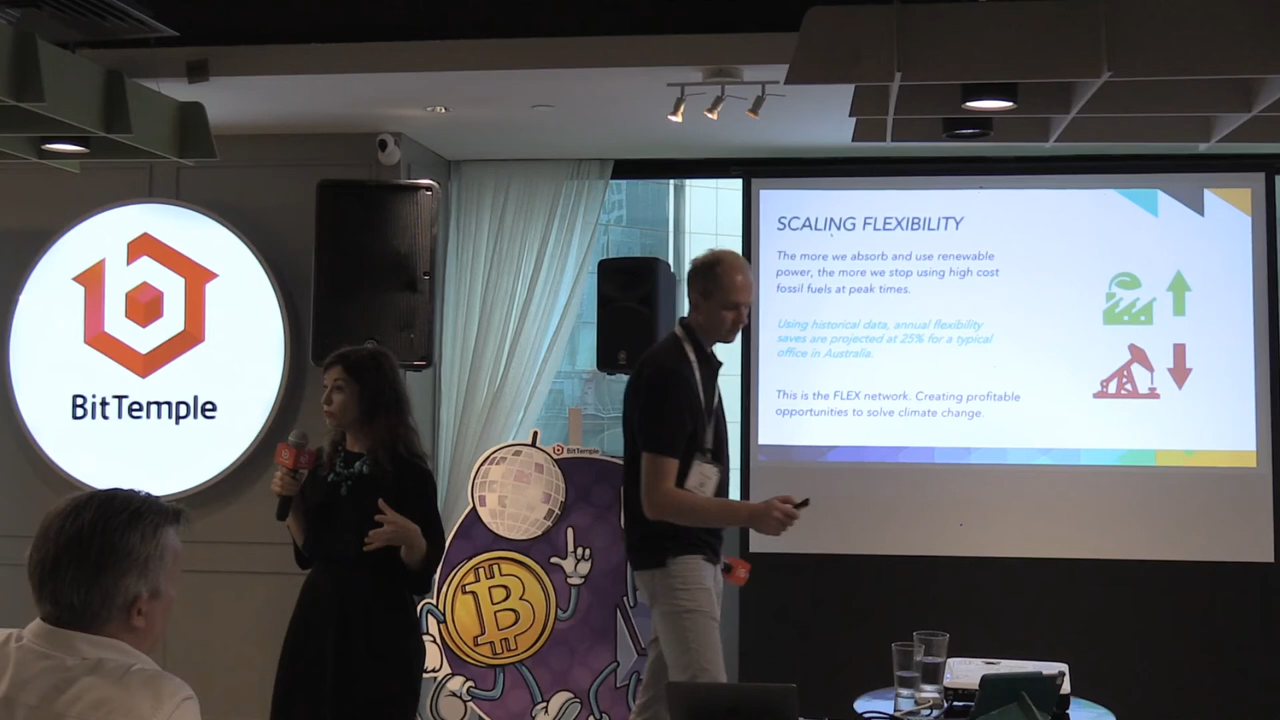 BitTemple
BitTemple
SCALING FLEXIBILITY
The more we absorb and use renewable
power, the more we stop using high cost
fossil fuels at peak times.
Using historical data, annual flexibility
saves are projected at 25% for a typical
office in Australia.
This is the FLEX network. Creating profitable
opportunities to solve climate change.